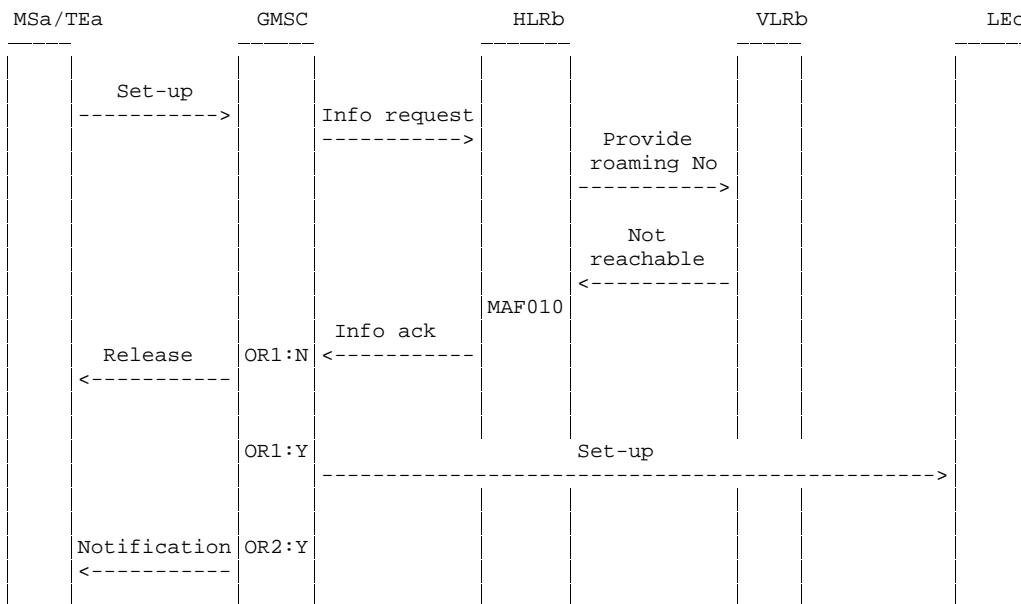 MSa/TEa GMSC HLRb VLRb
Set-up
-----------> Info request
-----------> Provide
roaming No
----------->
Not
reachable
<-----------
MAF010
Info ack
Release OR1:N <-----------
<-----------
OR1:Y Set-up
--------------------------------------------->
Notification OR2:Y
<-----------